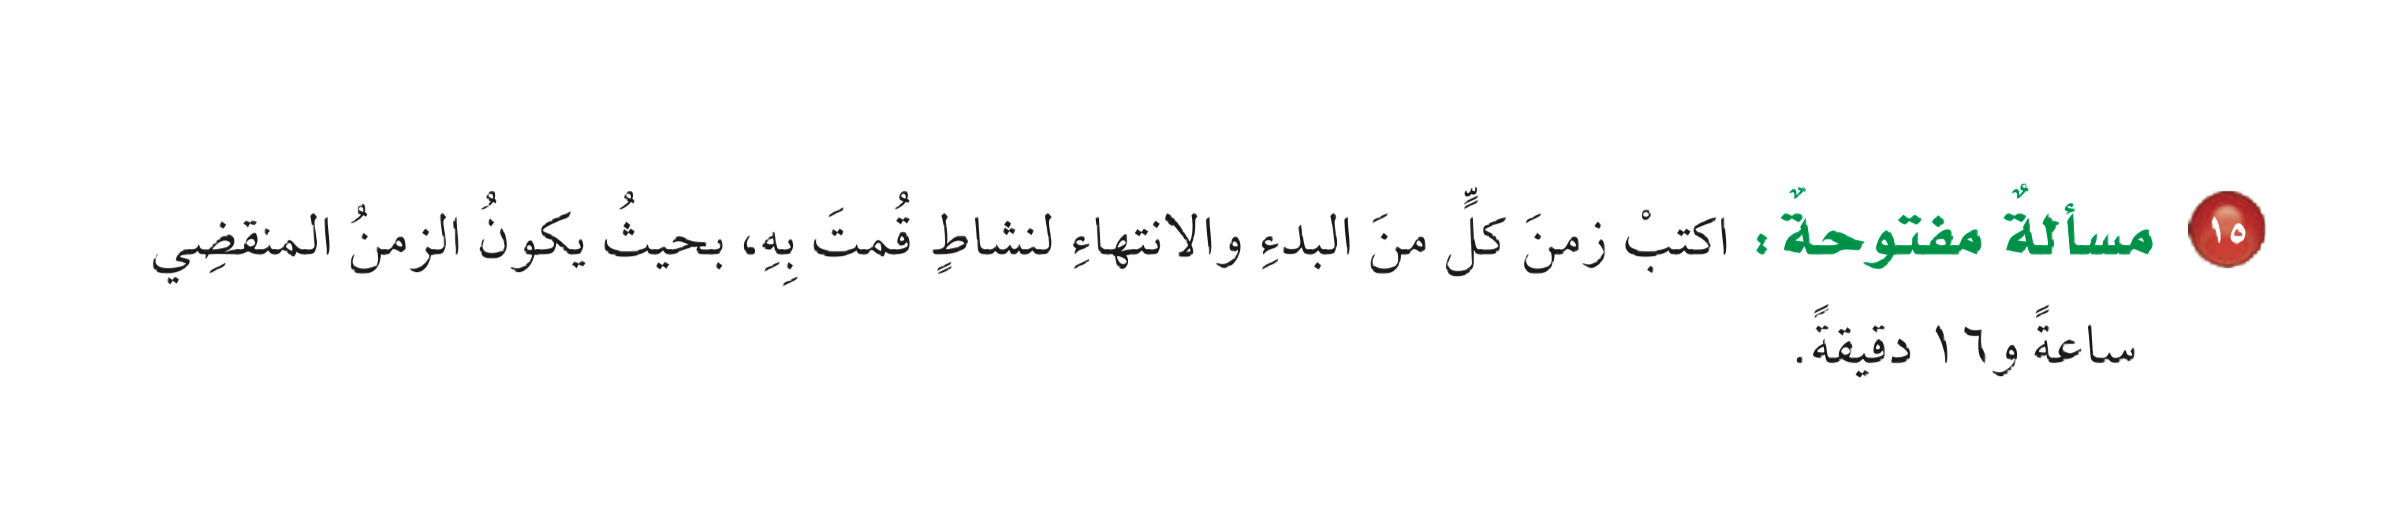 ١٥ مسألةٌ مفتوحةٌ: اكتبْ زمنَ كلٍّ منَ البدءِ والانتهاءِ لنشاطٍ قُمتَ بِهِ، بحيثُ يكونُ الزمنُ المنقضِي
ساعةً و١٦ دقيقةً.